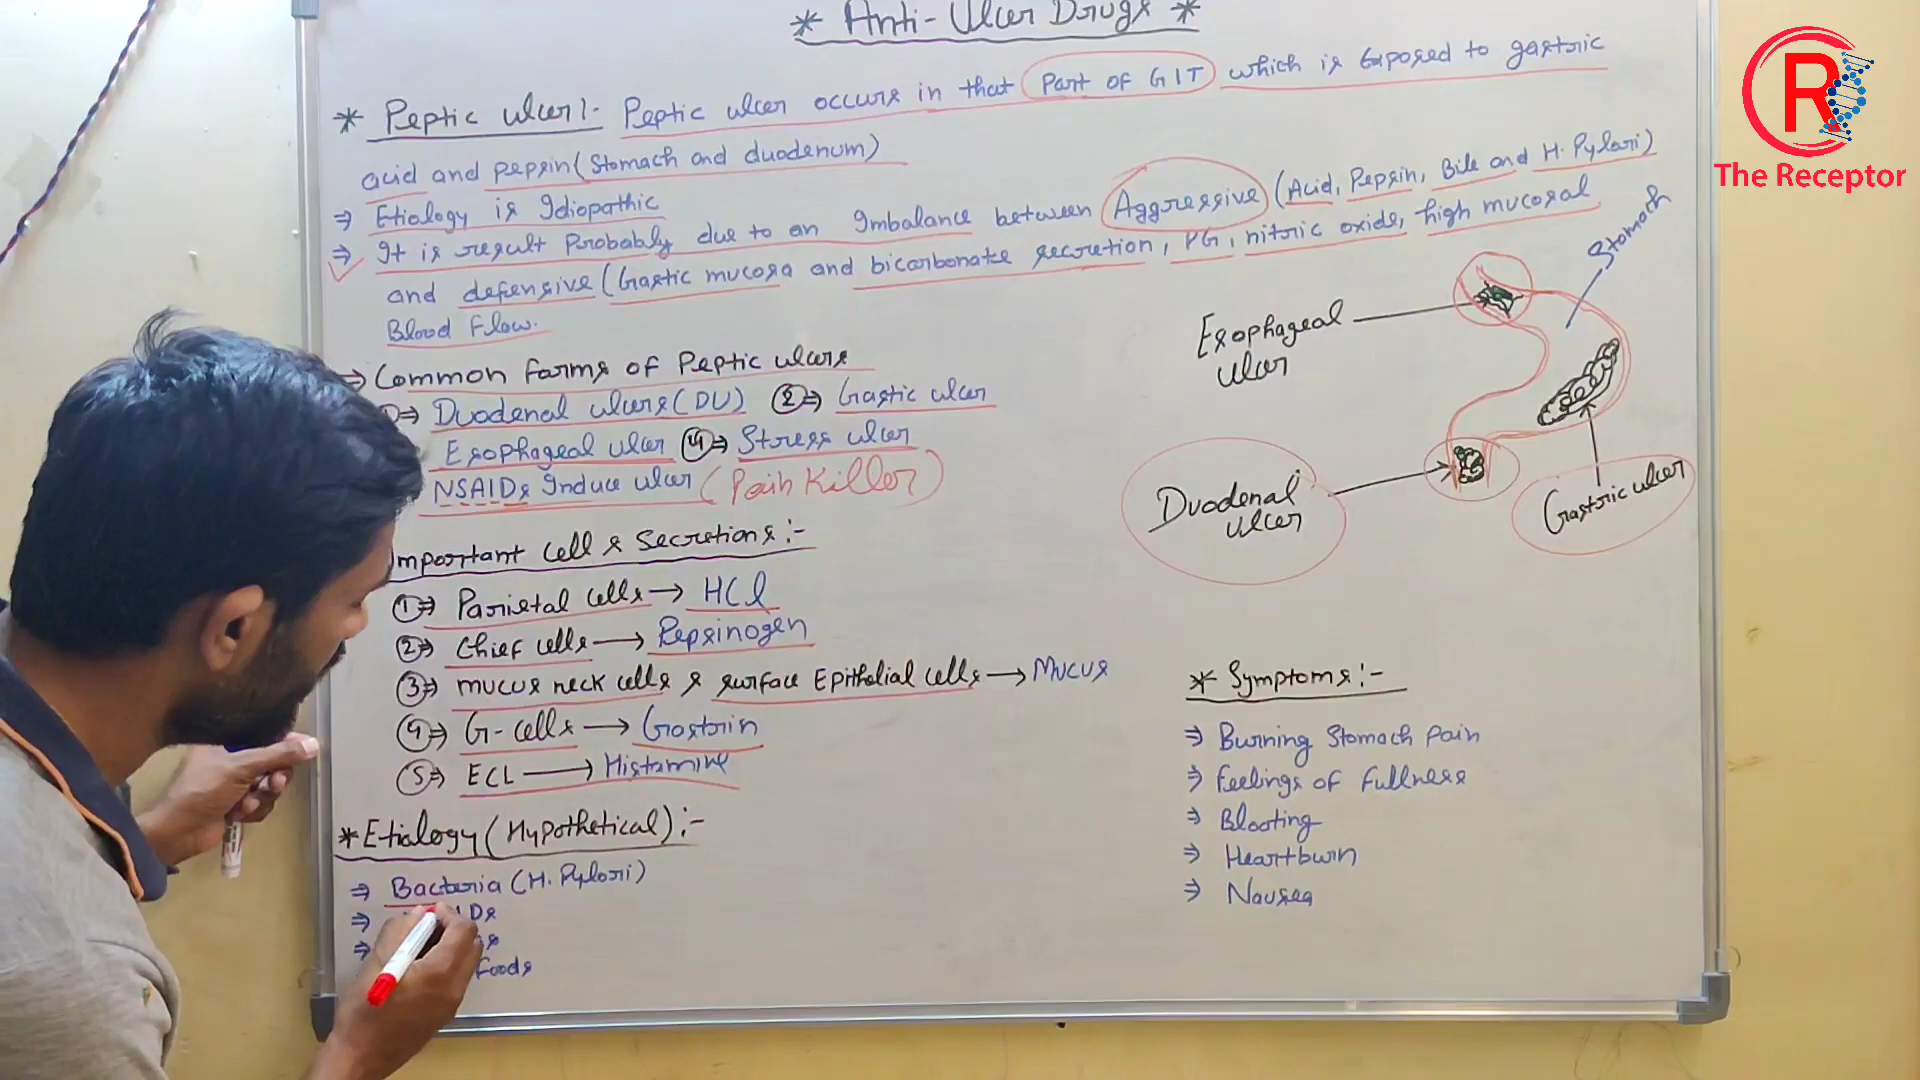 * Anti-Ulcer Drugs *
* Peptic ulcer :- Peptic ulcer occurs in that Part of GIT which is Exposed to gastric
acid and pepsin (Stomach and duodenum)
⇒ Etiology is Idiopathic
⇒ It is result Probably due to an Imbalance between Aggressive (Acid, Pepsin, Bile and H. Pylori)
and defensive (Gastic mucosa and bicarbonate secretion, PG, nitric oxide, high mucosal
Blood Flow.
⇒ Common forms of Peptic ulcers
⇒ Duodenal ulcers (DU) ② ⇒ Gastic ulcer
Esophageal ulcer ④ ⇒ Stress ulcer
NSAIDs Induce ulcer (Pain Killer)
Important Cell & Secretions :-
① ⇒ Parietal cells → HCl
② ⇒ Chief cells → Pepsinogen
③ ⇒ mucus neck cells & surface Epithelial cells → Mucus
④ ⇒ G-cells → Gastrin
⑤ ⇒ ECL → Histamine
* Etiology (Hypothetical) :-
⇒ Bacteria (H. Pylori)
⇒ IDs
⇒
Foods
Stomach
Esophageal
ulcer
Duodenal
ulcer
Gastric ulcer
* Symptoms :-
⇒ Burning Stomach Pain
⇒ Feelings of Fullness
⇒ Bloating
⇒ Heartburn
⇒ Nausea
R
The Receptor